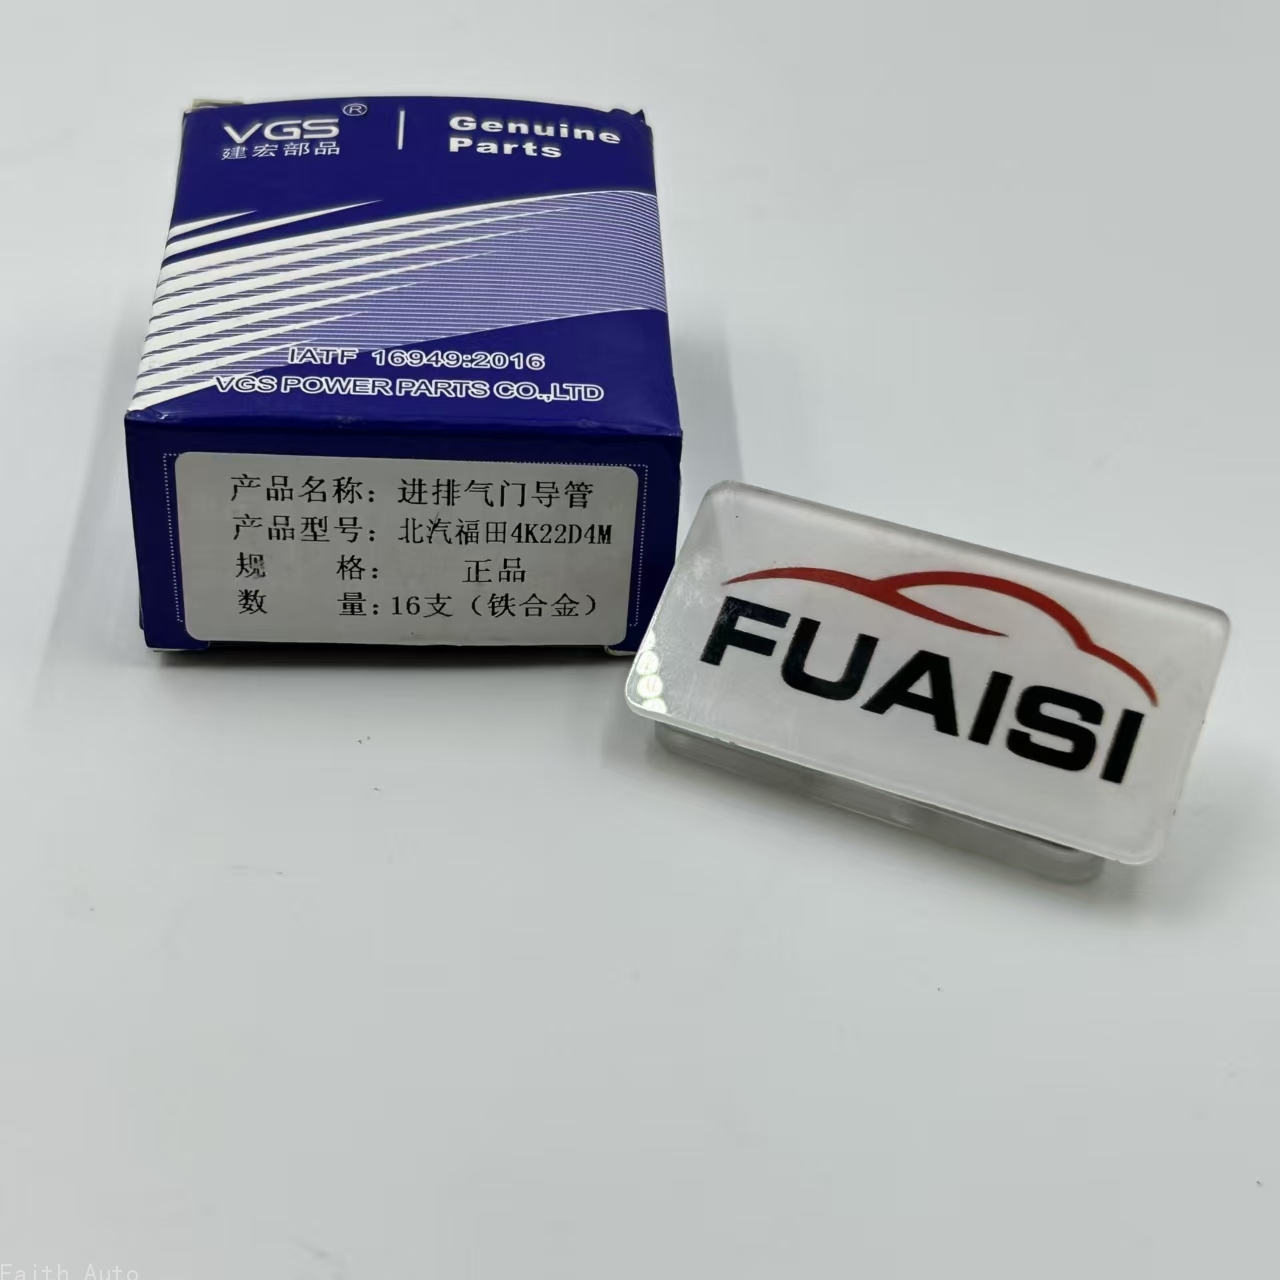 VGS®
建宏部品
Genuine
Parts
IATF 16949:2016
VGS POWER PARTS CO.,LTD
产品名称：进排气门导管
产品型号：北汽福田4K22D4M
规 格： 正品
数 量：16支（铁合金）
FUAISI
Faith Auto